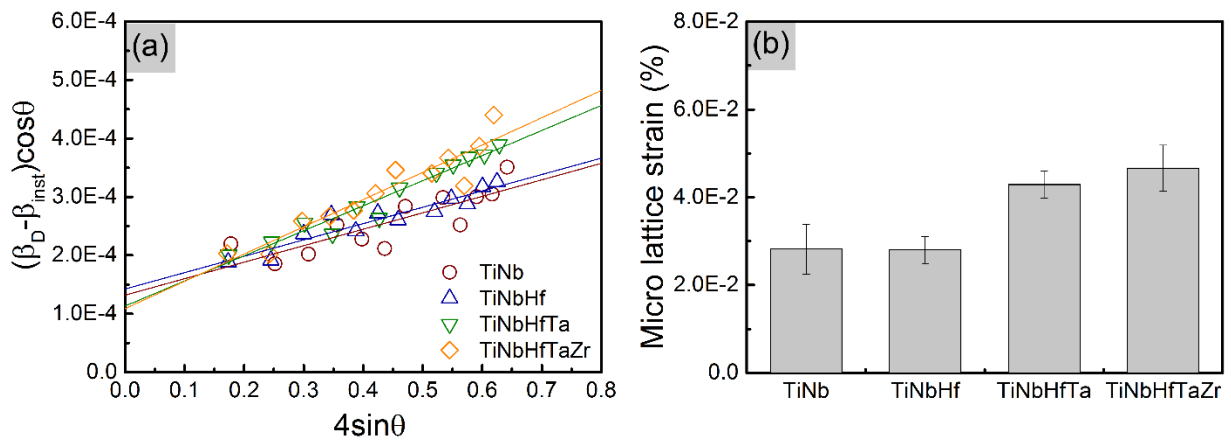 (a)
6.0E-4
5.0E-4
4.0E-4
3.0E-4
2.0E-4
1.0E-4
0.0
(β_D-β_inst)cosθ
TiNb
TiNbHf
TiNbHfTa
TiNbHfTaZr
0.0 0.1 0.2 0.3 0.4 0.5 0.6 0.7 0.8
4sinθ
(b)
8.0E-2
6.0E-2
4.0E-2
2.0E-2
0.0
Micro lattice strain (%)
TiNb TiNbHf TiNbHfTa TiNbHfTaZr